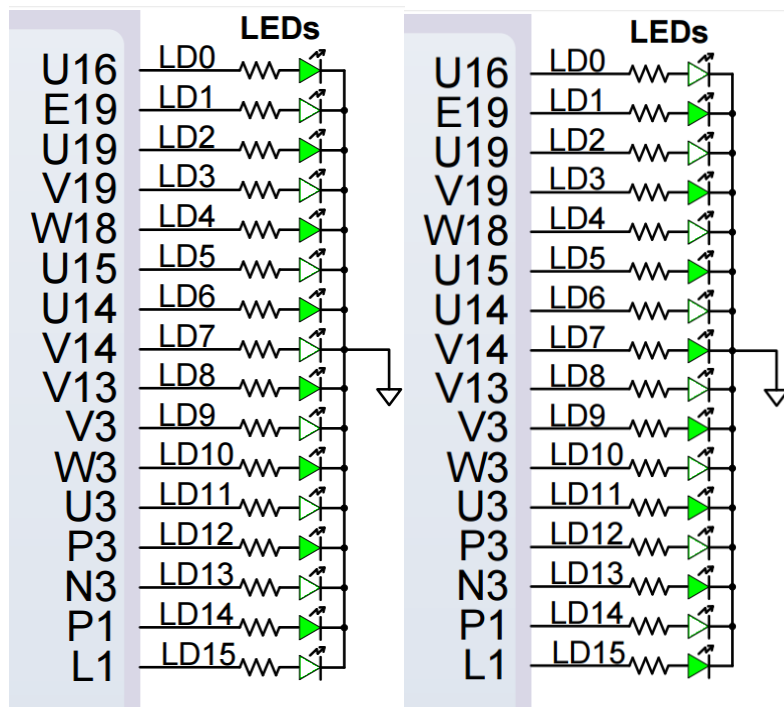 LEDs
U16 LD0
E19 LD1
U19 LD2
V19 LD3
W18 LD4
U15 LD5
U14 LD6
V14 LD7
V13 LD8
V3 LD9
W3 LD10
U3 LD11
P3 LD12
N3 LD13
P1 LD14
L1 LD15
LEDs
U16 LD0
E19 LD1
U19 LD2
V19 LD3
W18 LD4
U15 LD5
U14 LD6
V14 LD7
V13 LD8
V3 LD9
W3 LD10
U3 LD11
P3 LD12
N3 LD13
P1 LD14
L1 LD15